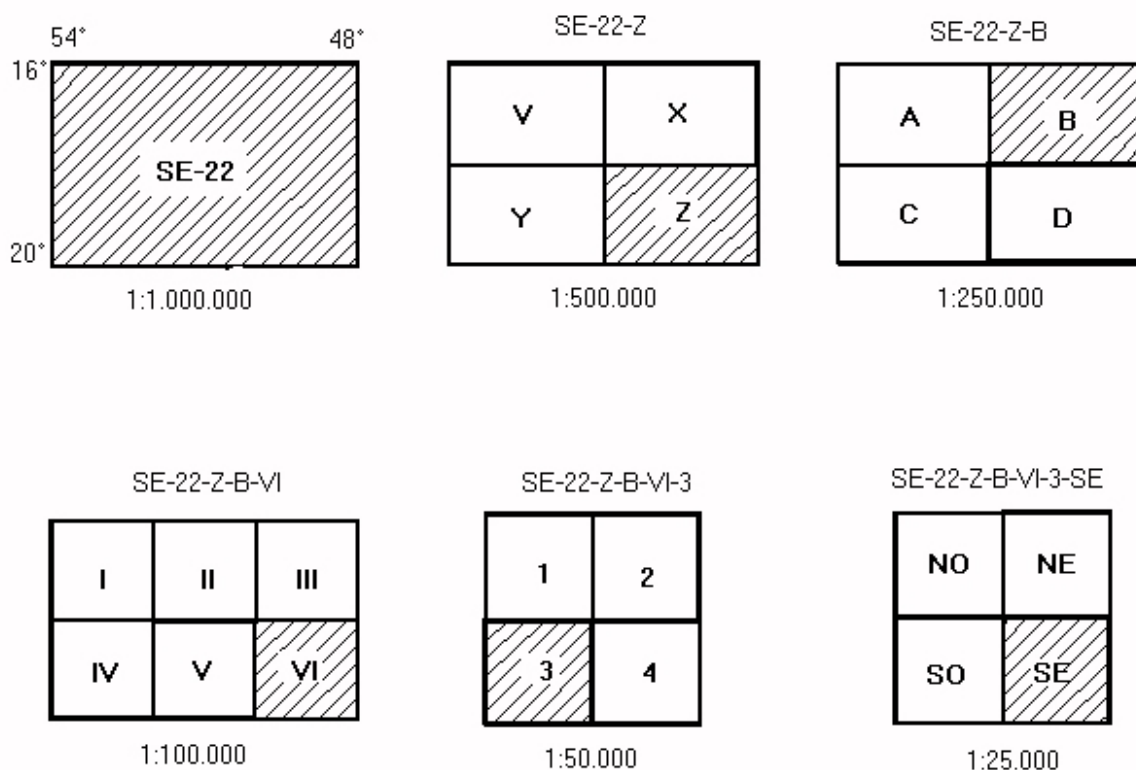 54° 48°
16°
SE-22
20°
1:1.000.000
SE-22-Z
V X
Y Z
1:500.000
SE-22-Z-B
A B
C D
1:250.000
SE-22-Z-B-VI
I II III
IV V VI
1:100.000
SE-22-Z-B-VI-3
1 2
3 4
1:50.000
SE-22-Z-B-VI-3-SE
NO NE
SO SE
1:25.000